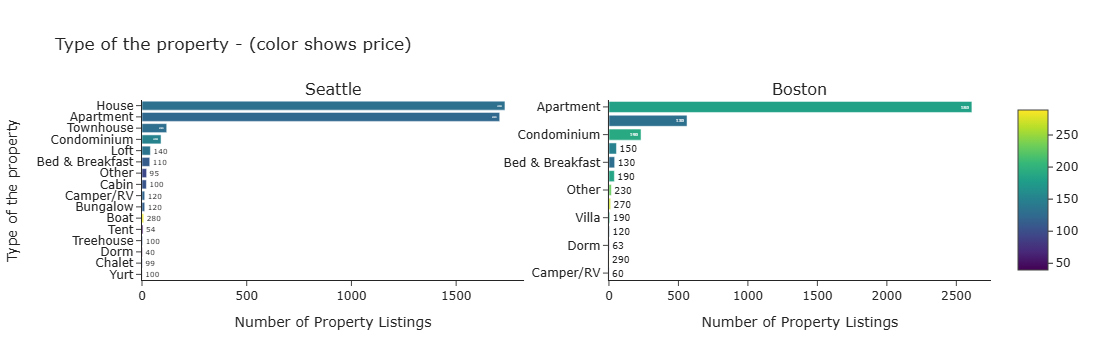 Type of the property - (color shows price)
Seattle
House
Apartment
Townhouse
Condominium
Loft 140
Bed & Breakfast 110
Other 95
Cabin 100
Camper/RV 120
Bungalow 120
Boat 280
Tent 54
Treehouse 100
Dorm 40
Chalet 99
Yurt 100
0 500 1000 1500
Number of Property Listings
Type of the property
Boston
Apartment
130
Condominium 190
150
Bed & Breakfast 130
190
Other 230
270
Villa 190
120
Dorm 63
290
Camper/RV 60
0 500 1000 1500 2000 2500
Number of Property Listings
250
200
150
100
50